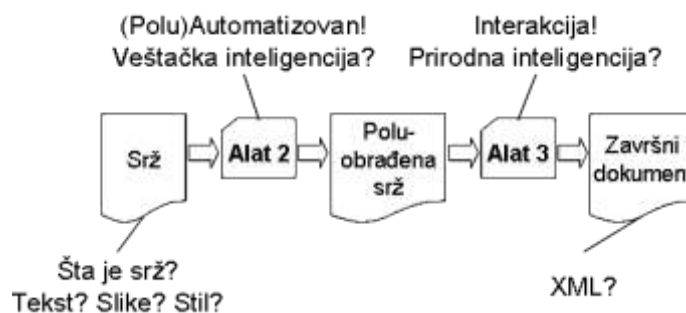 (Polu)Automatizovan!
Veštačka inteligencija?
Interakcija!
Prirodna inteligencija?
Srž
Alat 2
Polu-
obrađena
srž
Alat 3
Završni
dokumen
Šta je srž?
Tekst? Slike? Stil?
XML?